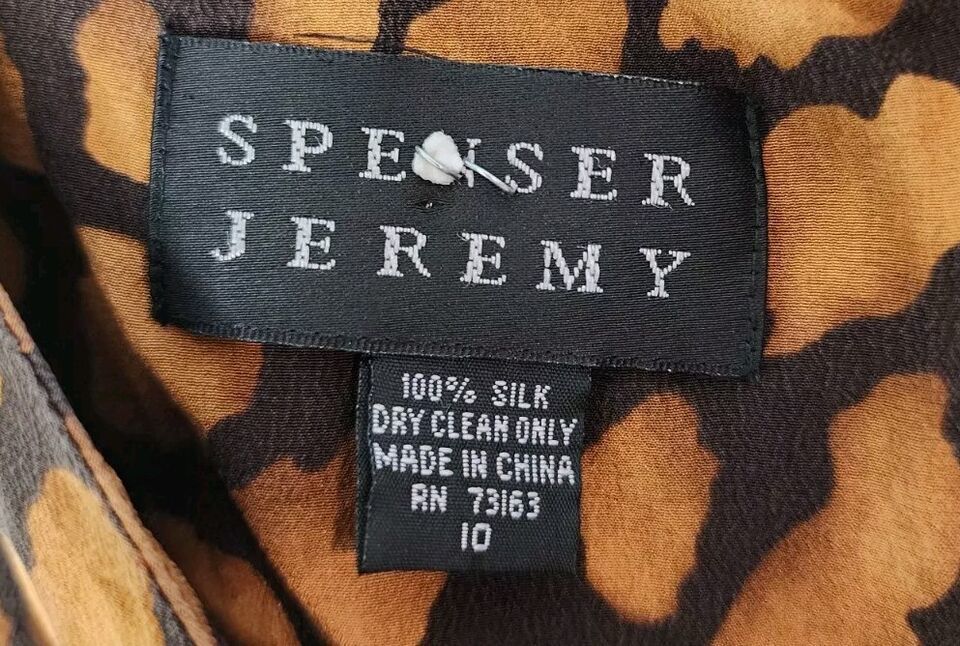 SPENSER
JEREMY
100% SILK
DRY CLEAN ONLY
MADE IN CHINA
RN 73163
10